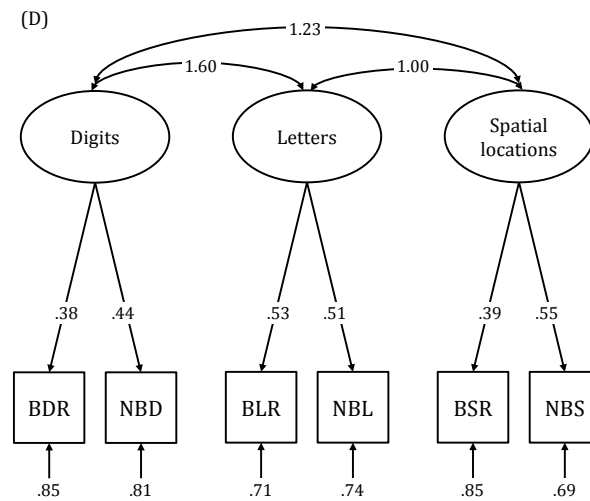 (D)
1.23
1.60
1.00
Digits
Letters
Spatial
locations
.38
.44
.53
.51
.39
.55
BDR
NBD
BLR
NBL
BSR
NBS
.85
.81
.71
.74
.85
.69